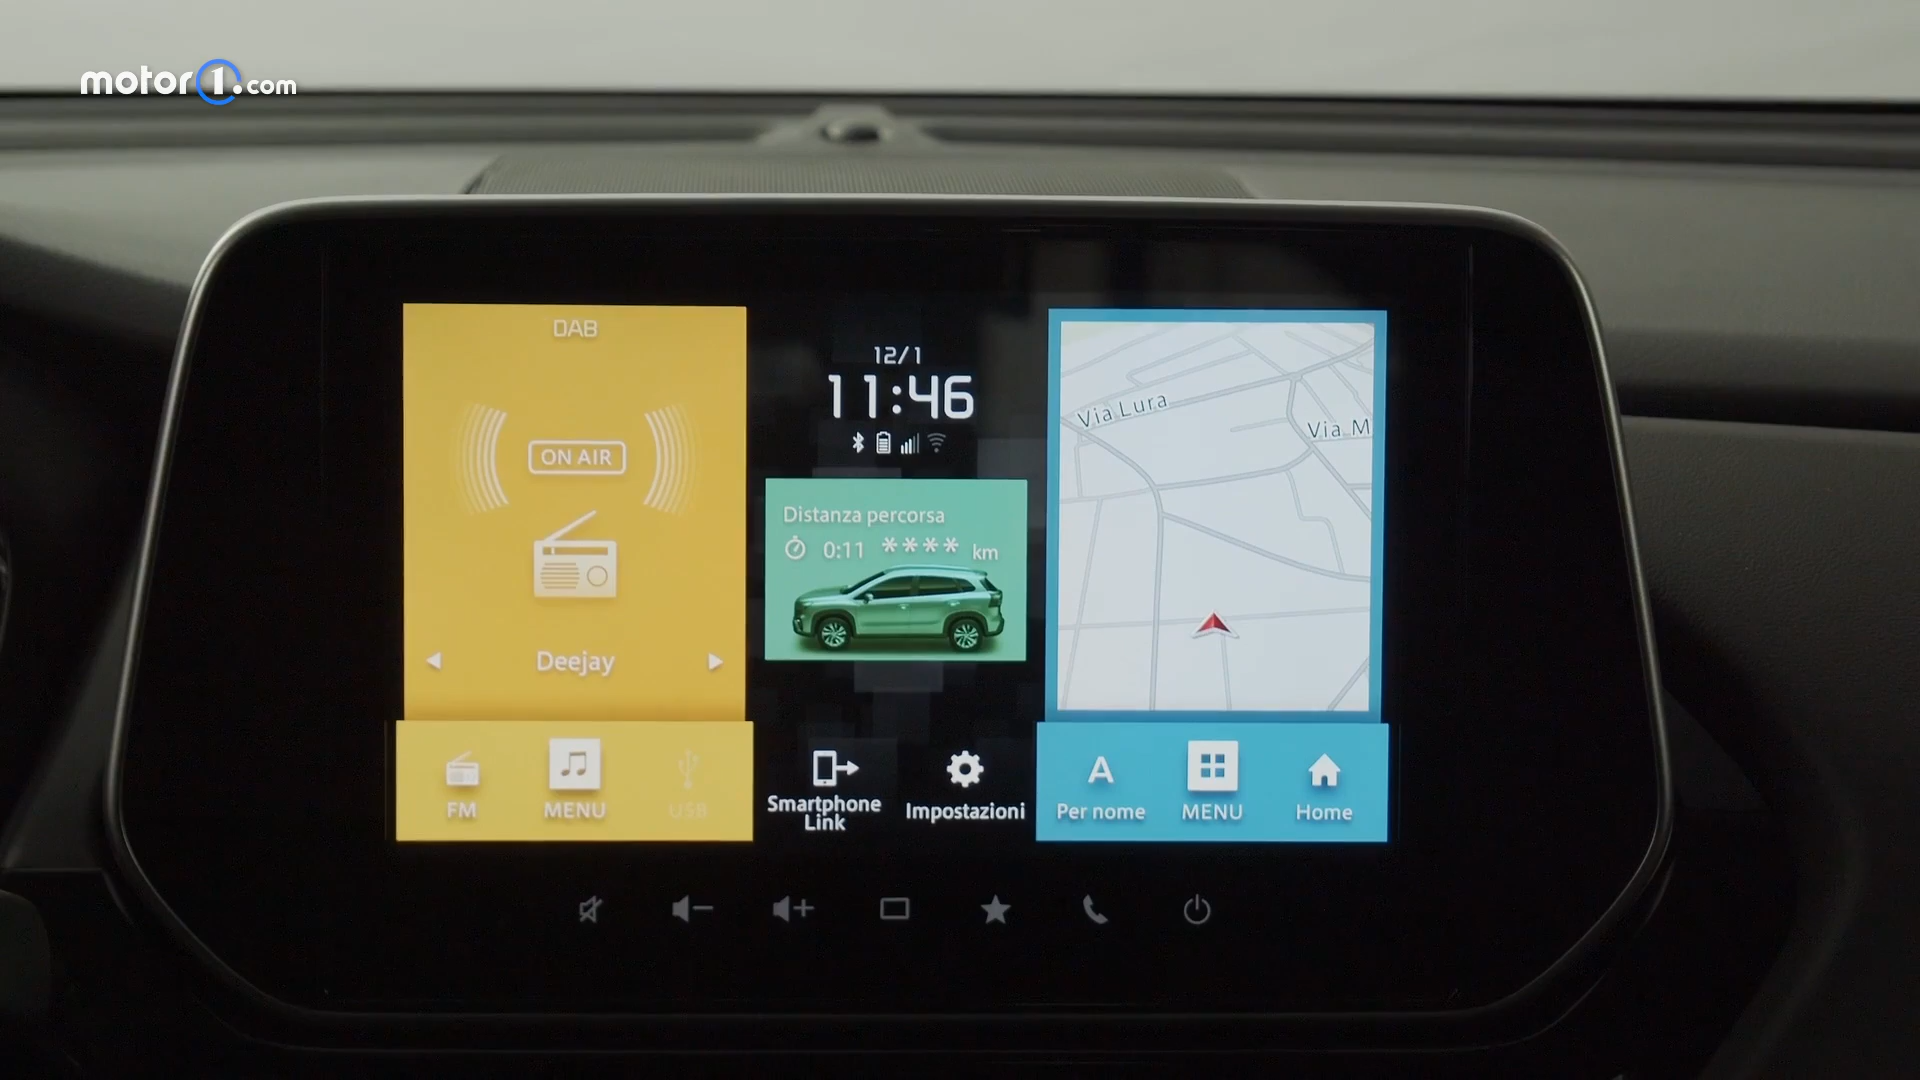 motor1.com
DAB
ON AIR
Deejay
FM
MENU
USB
12/1
11:46
Distanza percorsa
0:11 **** km
Smartphone
Link
Impostazioni
Via Lura
Via M
A
Per nome
MENU
Home